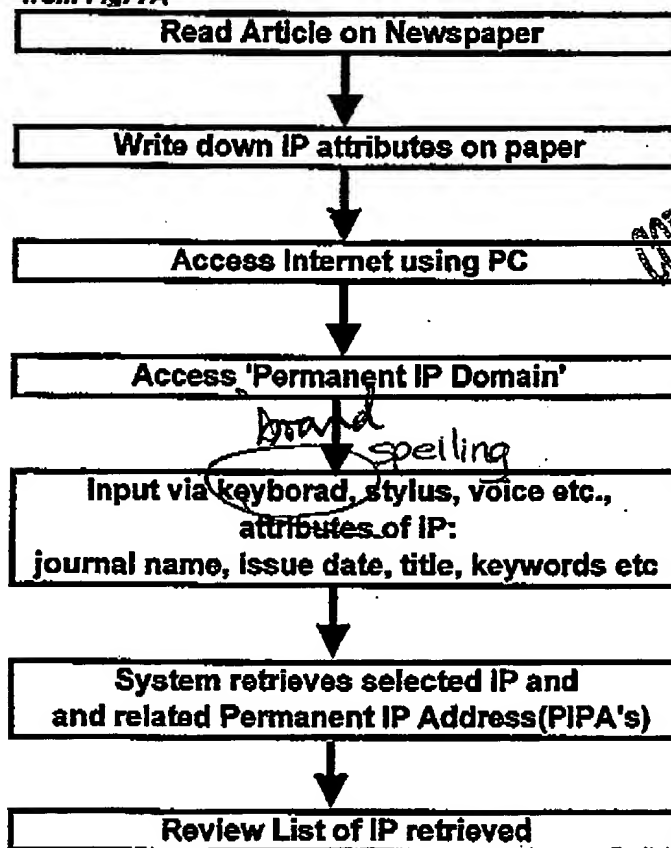 Read Article on Newspaper
Write down IP attributes on paper
Access Internet using PC
Access 'Permanent IP Domain'
brand
spelling
Input via keyborad, stylus, voice etc.,
attributes of IP:
journal name, issue date, title, keywords etc
System retrieves selected IP and
and related Permanent IP Address(PIPA's)
Review List of IP retrieved